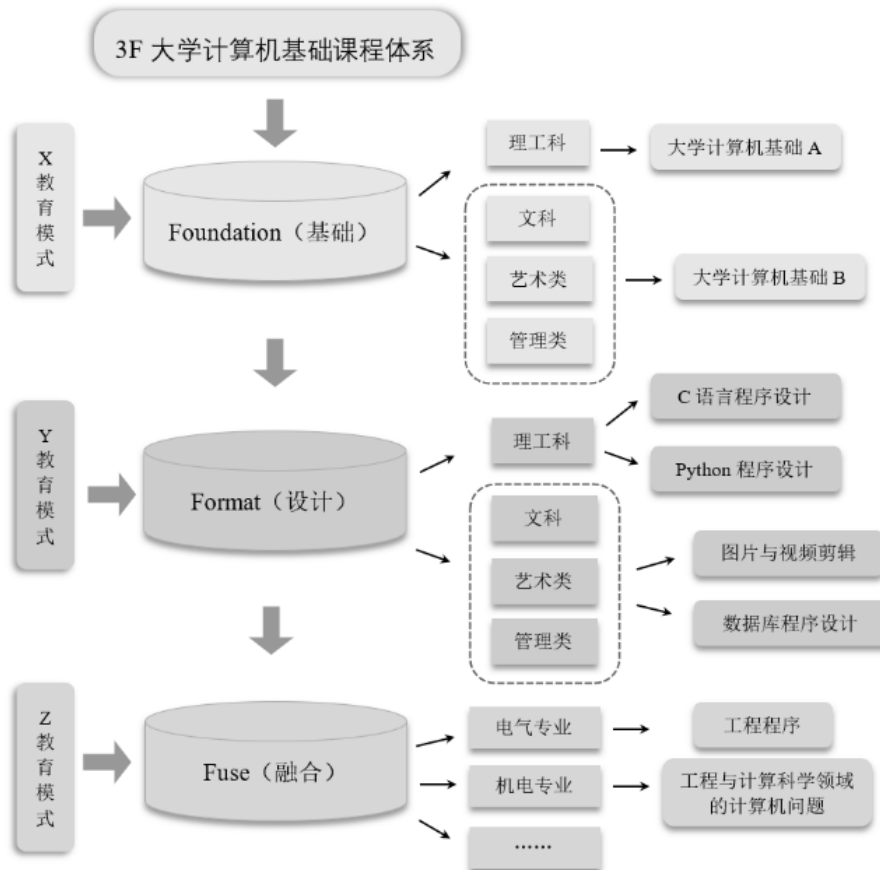 3F 大学计算机基础课程体系
X
教
育
模
式
Foundation（基础）
理工科
大学计算机基础 A
文科
艺术类
管理类
大学计算机基础 B
Y
教
育
模
式
Format（设计）
理工科
C 语言程序设计
Python 程序设计
文科
艺术类
管理类
图片与视频剪辑
数据库程序设计
Z
教
育
模
式
Fuse（融合）
电气专业
工程程序
机电专业
工程与计算科学领域
的计算机问题
……